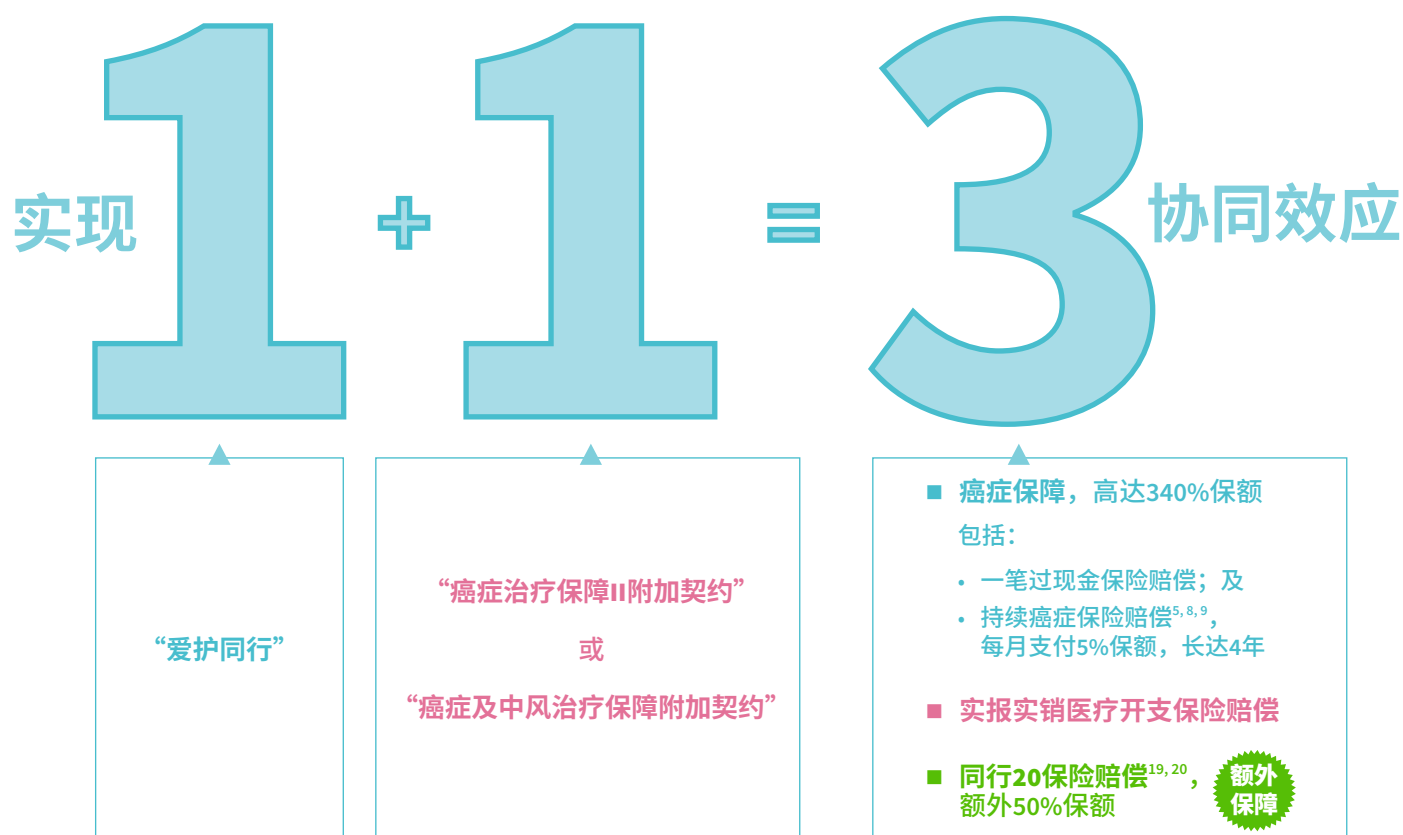 实现 1 + 1 = 3 协同效应
“爱护同行”
“癌症治疗保障II附加契约”
或
“癌症及中风治疗保障附加契约”
■ 癌症保障，高达340%保额
包括：
• 一笔过现金保险赔偿；及
• 持续癌症保险赔偿5, 8, 9，
每月支付5%保额，长达4年
■ 实报实销医疗开支保险赔偿
■ 同行20保险赔偿19, 20，
额外50%保额
额外
保障